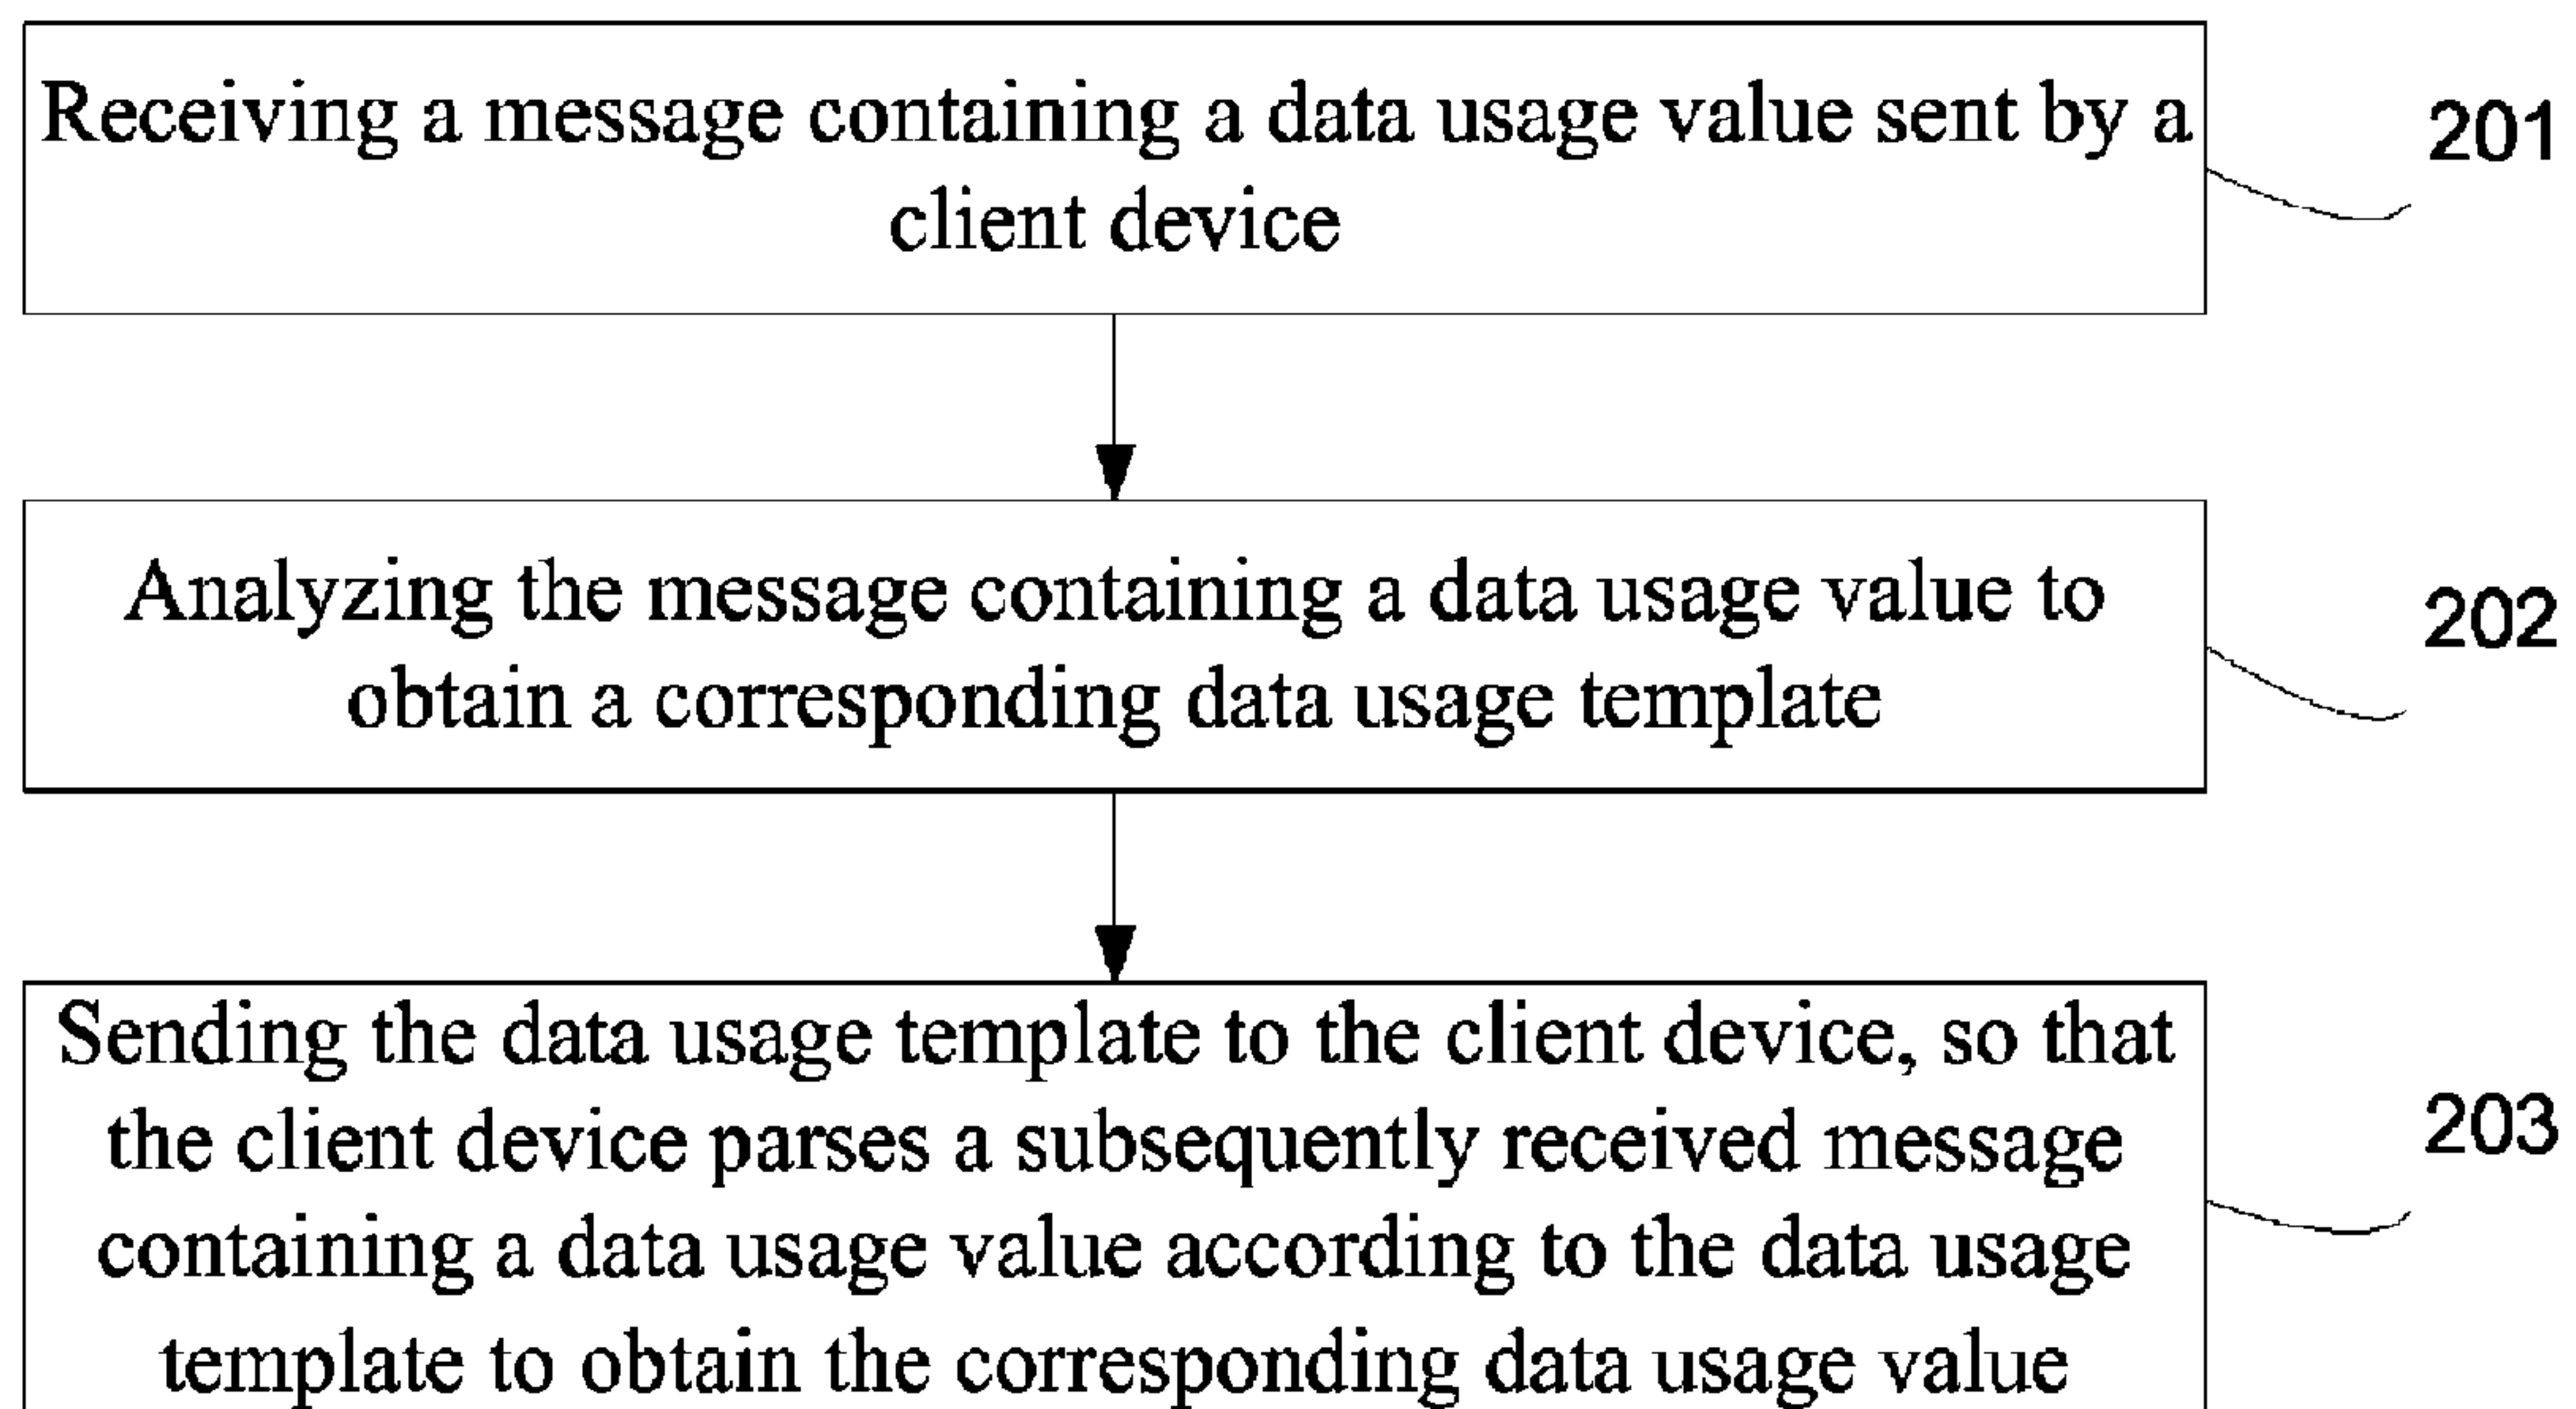 Receiving a message containing a data usage value sent by a
client device
201
Analyzing the message containing a data usage value to
obtain a corresponding data usage template
202
Sending the data usage template to the client device, so that
the client device parses a subsequently received message
containing a data usage value according to the data usage
template to obtain the corresponding data usage value
203